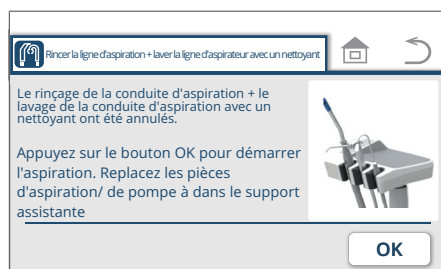 Rincer la ligne d'aspiration + laver la ligne d'aspirateur avec un nettoyant
Le rinçage de la conduite d'aspiration + le
lavage de la conduite d'aspiration avec un
nettoyant ont été annulés.
Appuyez sur le bouton OK pour démarrer
l'aspiration. Replacez les pièces
d'aspiration/ de pompe à dans le support
assistante
OK